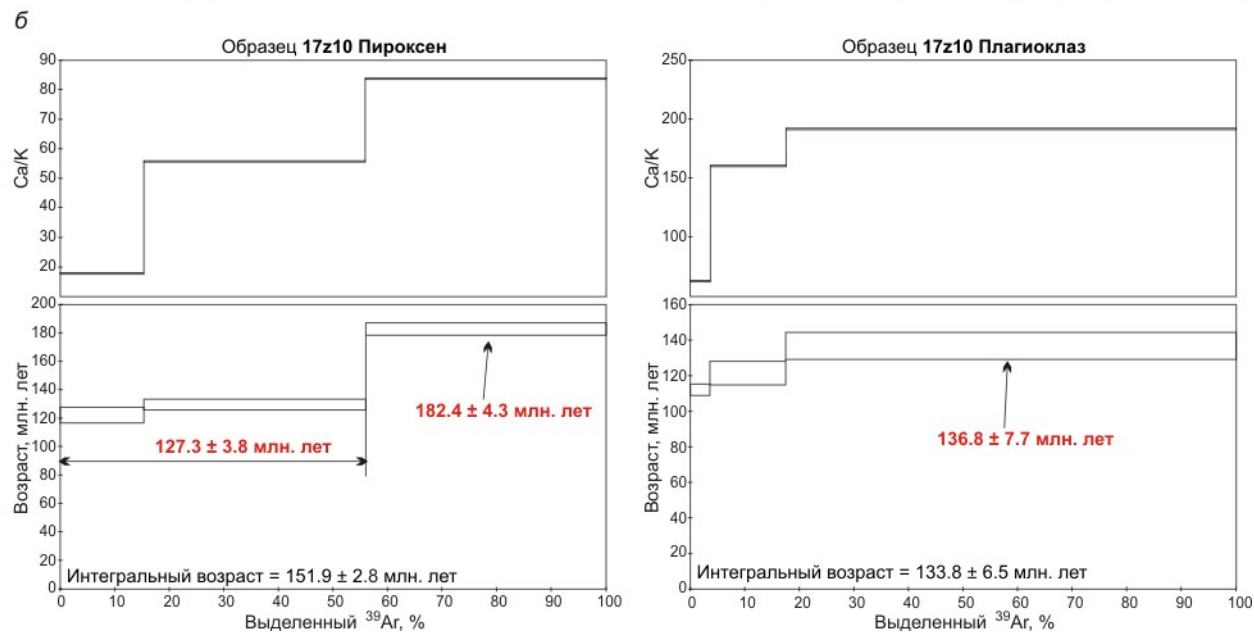 б
Образец 17z10 Пироксен
90
80
70
60
50
40
30
20
Ca/K
200
180
160
140
120
100
80
60
40
20
0
Возраст, млн. лет
182.4 ± 4.3 млн. лет
127.3 ± 3.8 млн. лет
Интегральный возраст = 151.9 ± 2.8 млн. лет
0 10 20 30 40 50 60 70 80 90 100
Выделенный ³⁹Ar, %
Образец 17z10 Плагиоклаз
250
200
150
100
Ca/K
160
140
120
100
80
60
40
20
0
Возраст, млн. лет
136.8 ± 7.7 млн. лет
Интегральный возраст = 133.8 ± 6.5 млн. лет
0 10 20 30 40 50 60 70 80 90 100
Выделенный ³⁹Ar, %